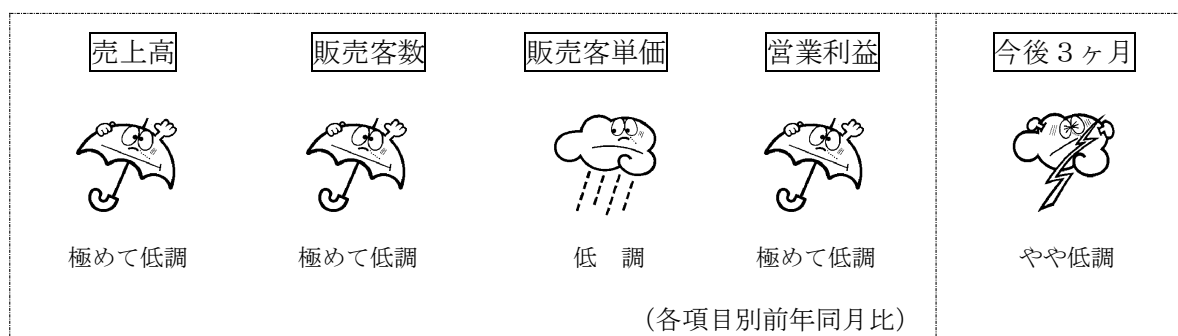 売上高 販売客数 販売客単価 営業利益 今後３ヶ月
極めて低調 極めて低調 低　調 極めて低調 やや低調
（各項目別前年同月比）